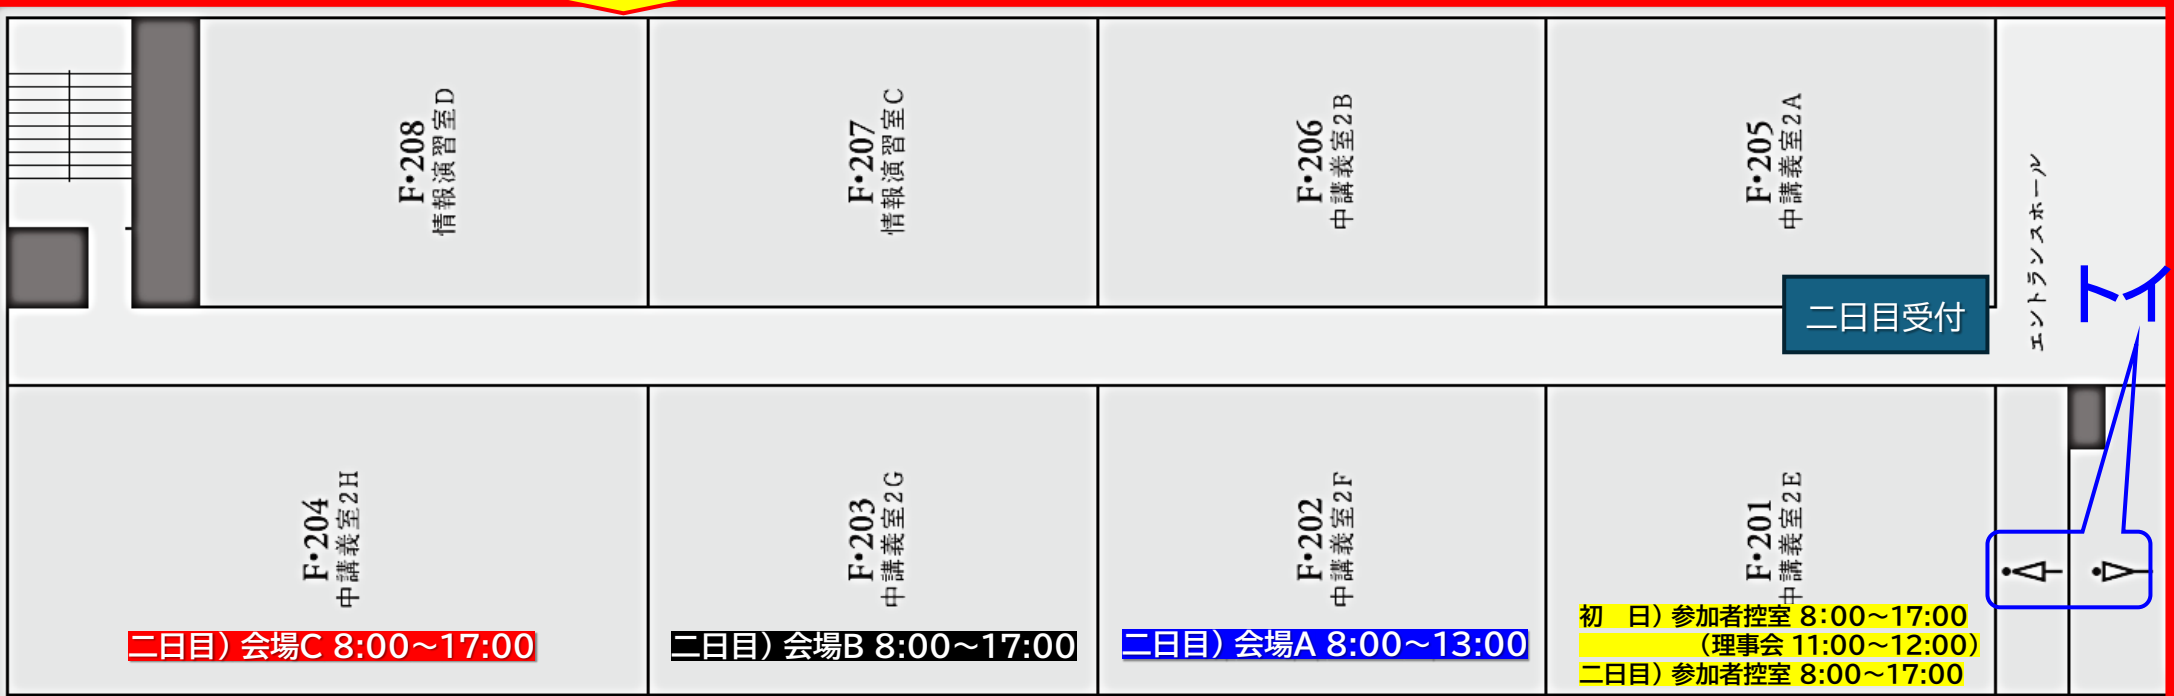 F・208
情報演習室D
F・207
情報演習室C
F・206
中講義室2B
F・205
中講義室2A
エントランスホール
トイ
二日目受付
F・204
中講義室2H
二日目）会場C 8:00～17:00
F・203
中講義室2G
二日目）会場B 8:00～17:00
F・202
中講義室2F
二日目）会場A 8:00～13:00
F・201
中講義室2E
初　日）参加者控室 8:00～17:00
（理事会 11:00～12:00）
二日目）参加者控室 8:00～17:00